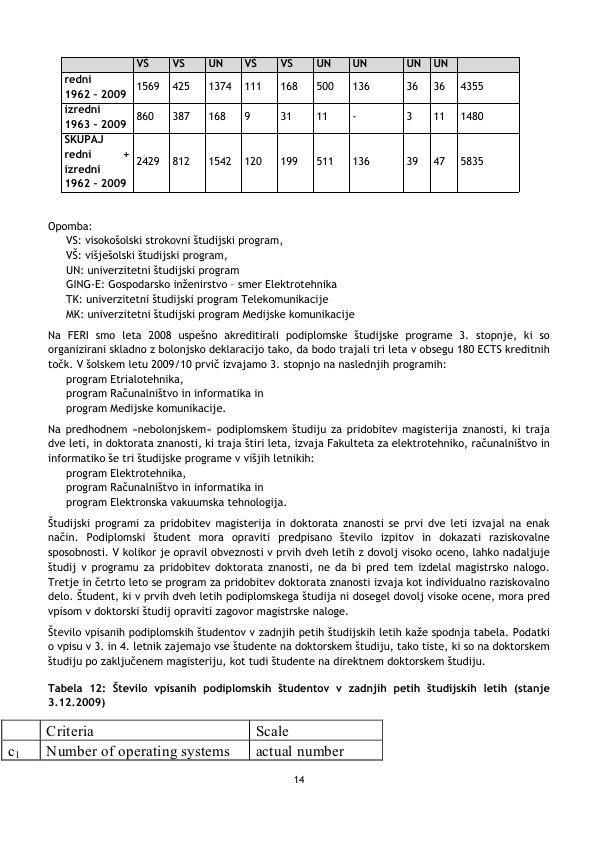 VŠ VS UN VŠ VS UN UN UN UN
redni
1962 – 2009 1569 425 1374 111 168 500 136 36 36 4355
izredni
1963 – 2009 860 387 168 9 31 11 - 3 11 1480
SKUPAJ
redni +
izredni
1962 – 2009 2429 812 1542 120 199 511 136 39 47 5835
Opomba:
VS: visokošolski strokovni študijski program,
VŠ: višješolski študijski program,
UN: univerzitetni študijski program
GING-E: Gospodarsko inženirstvo – smer Elektrotehnika
TK: univerzitetni študijski program Telekomunikacije
MK: univerzitetni študijski program Medijske komunikacije
Na FERI smo leta 2008 uspešno akreditirali podiplomske študijske programe 3. stopnje, ki so
organizirani skladno z bolonjsko deklaracijo tako, da bodo trajali tri leta v obsegu 180 ECTS kreditnih
točk. V šolskem letu 2009/10 prvič izvajamo 3. stopnjo na naslednjih programih:
program Etrialotehnika,
program Računalništvo in informatika in
program Medijske komunikacije.
Na predhodnem »nebolonjskem« podiplomskem študiju za pridobitev magisterija znanosti, ki traja
dve leti, in doktorata znanosti, ki traja štiri leta, izvaja Fakulteta za elektrotehniko, računalništvo in
informatiko še tri študijske programe v višjih letnikih:
program Elektrotehnika,
program Računalništvo in informatika in
program Elektronska vakuumska tehnologija.
Študijski programi za pridobitev magisterija in doktorata znanosti se prvi dve leti izvajal na enak
način. Podiplomski študent mora opraviti predpisano število izpitov in dokazati raziskovalne
sposobnosti. V kolikor je opravil obveznosti v prvih dveh letih z dovolj visoko oceno, lahko nadaljuje
študij v programu za pridobitev doktorata znanosti, ne da bi pred tem izdelal magistrsko nalogo.
Tretje in četrto leto se program za pridobitev doktorata znanosti izvaja kot individualno raziskovalno
delo. Študent, ki v prvih dveh letih podiplomskega študija ni dosegel dovolj visoke ocene, mora pred
vpisom v doktorski študij opraviti zagovor magistrske naloge.
Število vpisanih podiplomskih študentov v zadnjih petih študijskih letih kaže spodnja tabela. Podatki
o vpisu v 3. in 4. letnik zajemajo vse študente na doktorskem študiju, tako tiste, ki so na doktorskem
študiju po zaključenem magisteriju, kot tudi študente na direktnem doktorskem študiju.
Tabela 12: Število vpisanih podiplomskih študentov v zadnjih petih študijskih letih (stanje
3.12.2009)
Criteria Scale
c1 Number of operating systems actual number
14